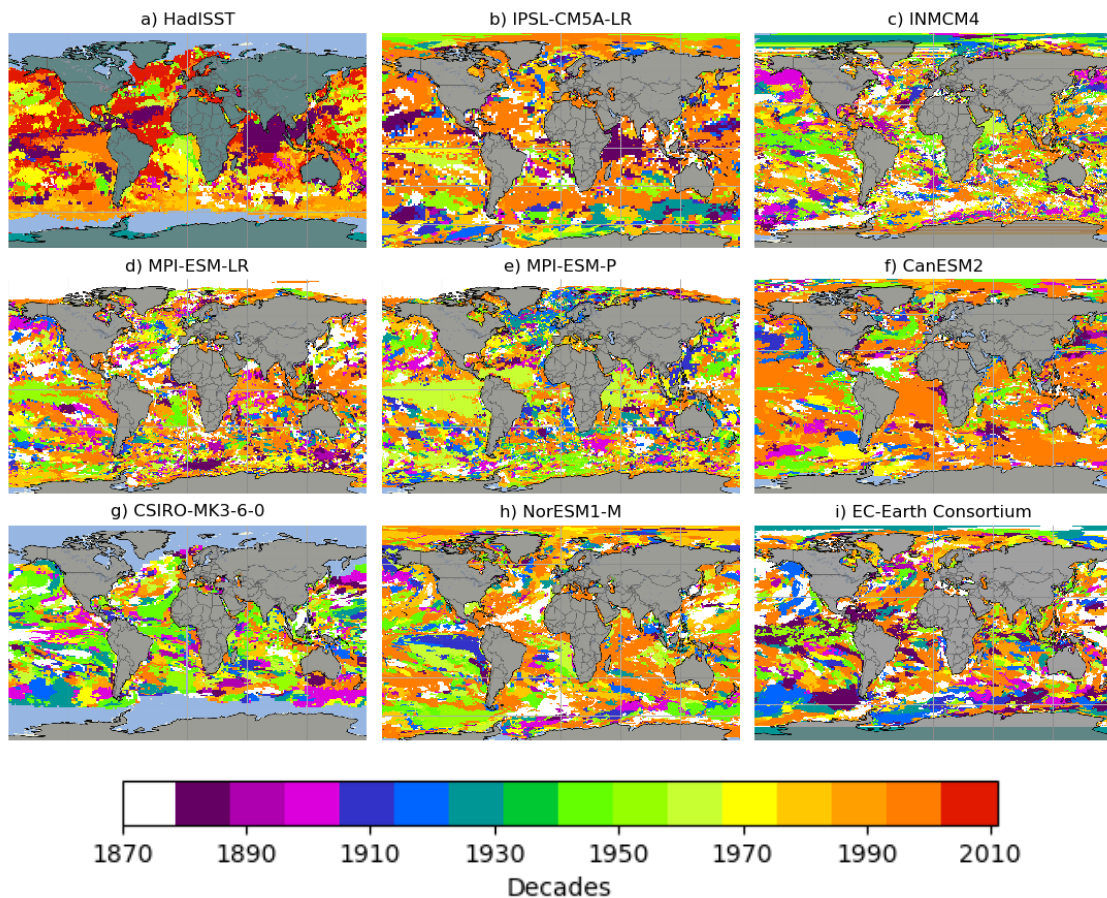 a) HadISST
b) IPSL-CM5A-LR
c) INMCM4
d) MPI-ESM-LR
e) MPI-ESM-P
f) CanESM2
g) CSIRO-MK3-6-0
h) NorESM1-M
i) EC-Earth Consortium
1870 1890 1910 1930 1950 1970 1990 2010
Decades